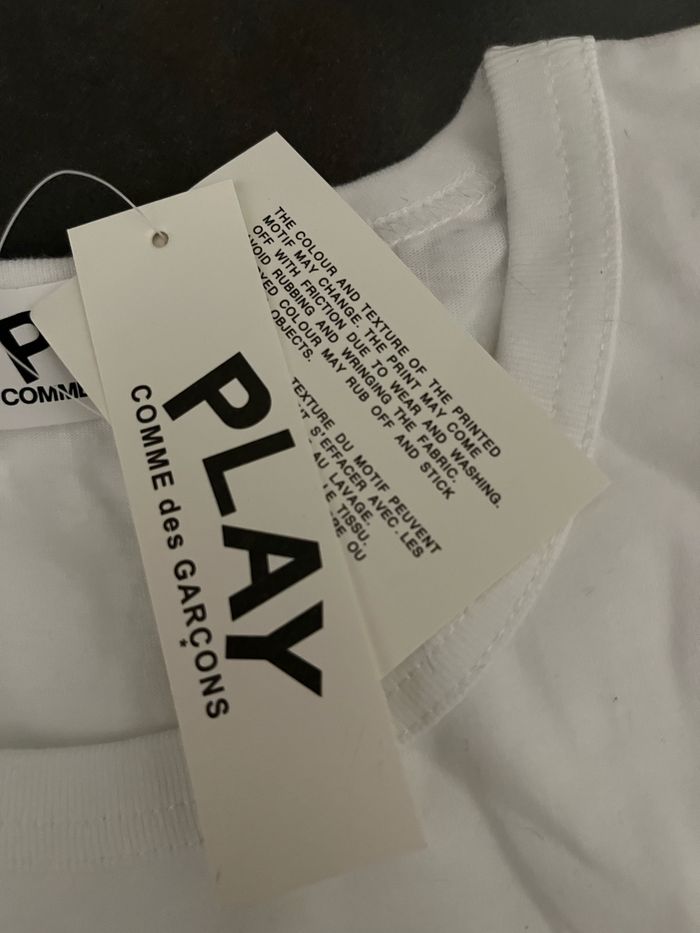 PLAY
COMME des GARÇONS
THE COLOUR AND TEXTURE OF THE PRINTED
MOTIF MAY CHANGE. THE PRINT MAY COME
OFF WITH FRICTION DUE TO WEAR AND WASHING.
RUBBING AND WRINGING THE FABRIC.
COLOUR MAY RUB OFF AND STICK
OBJECTS.
TEXTURE DU MOTIF PEUVENT
S'EFFACER AVEC LES
AU LAVAGE.
LE TISSU.
OU
P
COMME